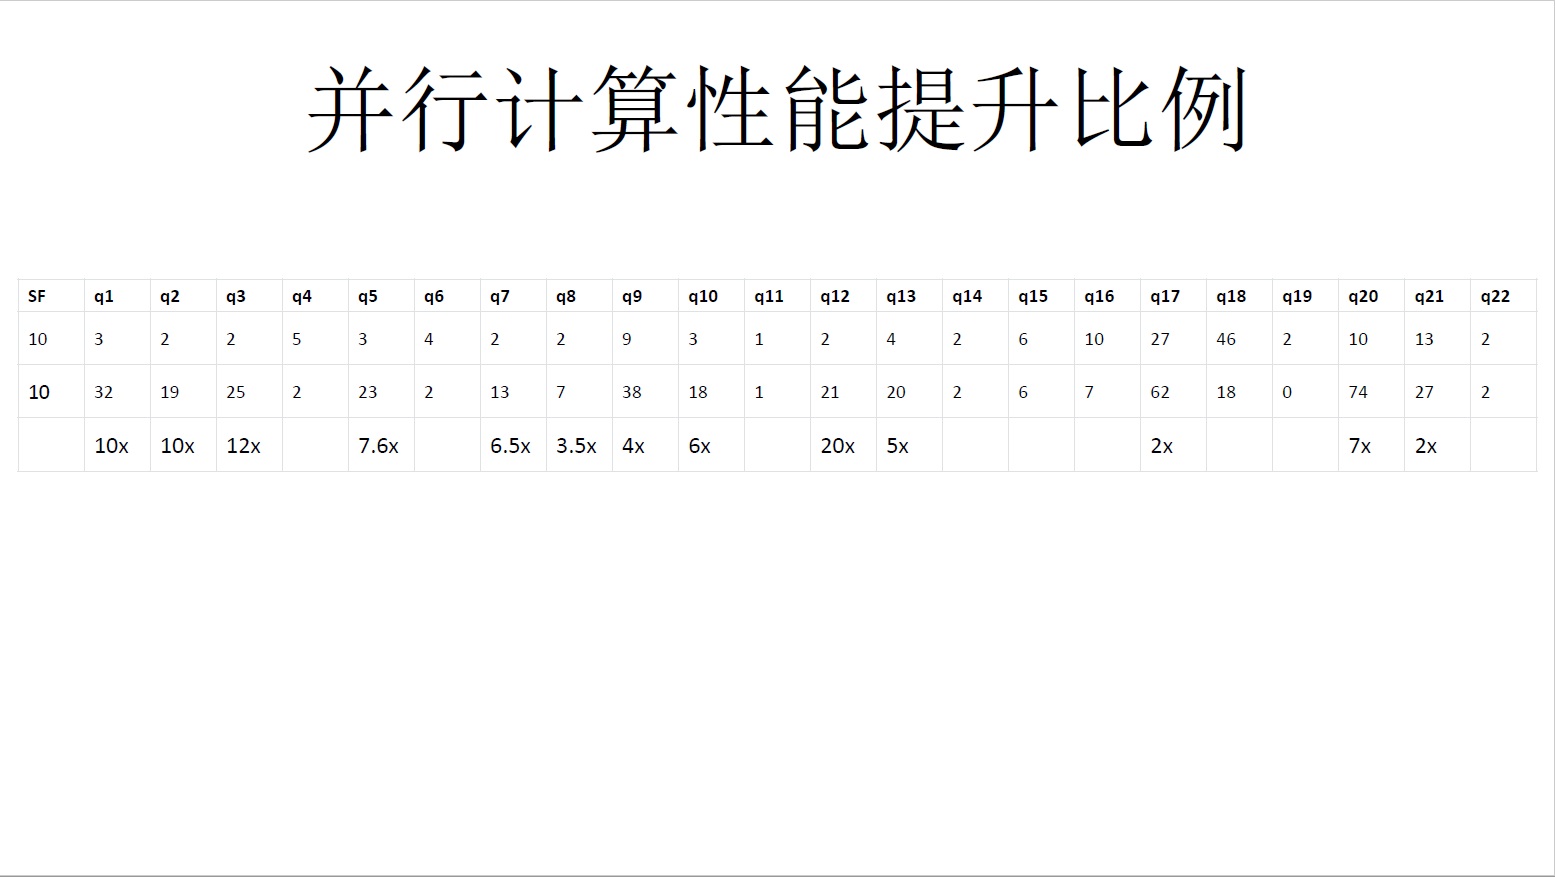 并行计算性能提升比例
SF q1 q2 q3 q4 q5 q6 q7 q8 q9 q10 q11 q12 q13 q14 q15 q16 q17 q18 q19 q20 q21 q22
10 3 2 2 5 3 4 2 2 9 3 1 2 4 2 6 10 27 46 2 10 13 2
10 32 19 25 2 23 2 13 7 38 18 1 21 20 2 6 7 62 18 0 74 27 2
10x 10x 12x 7.6x 6.5x 3.5x 4x 6x 20x 5x 2x 7x 2x